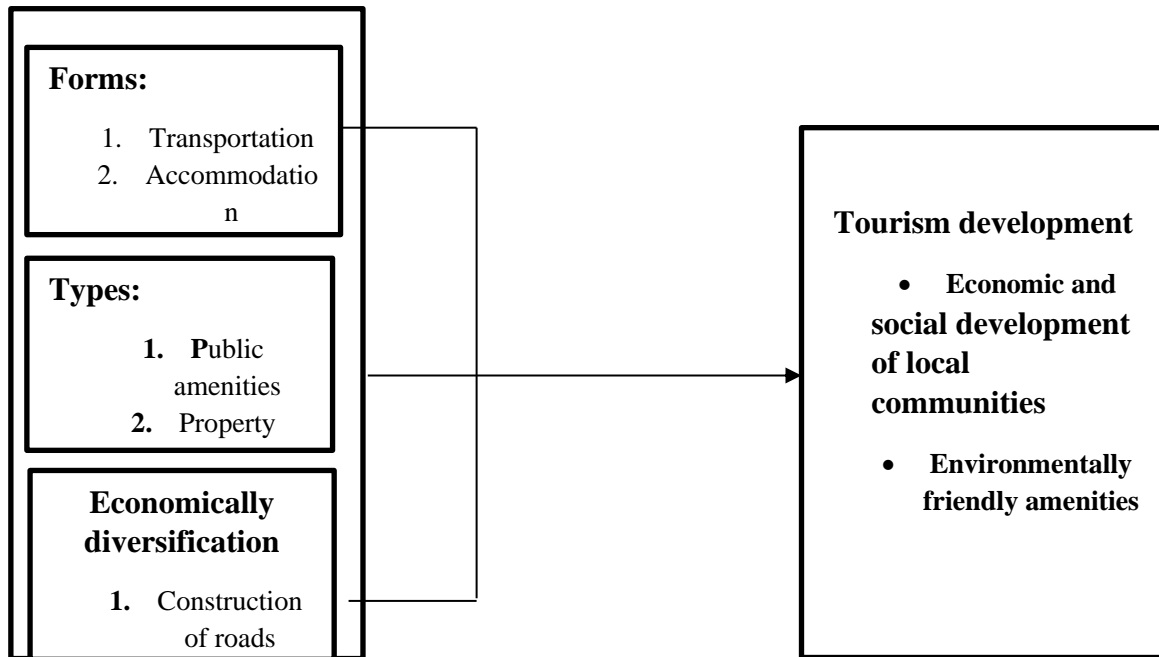 Forms:
1. Transportation
2. Accommodatio
n
Types:
1. Public
amenities
2. Property
Economically
diversification
1. Construction
of roads
Tourism development
• Economic and
social development
of local
communities
• Environmentally
friendly amenities